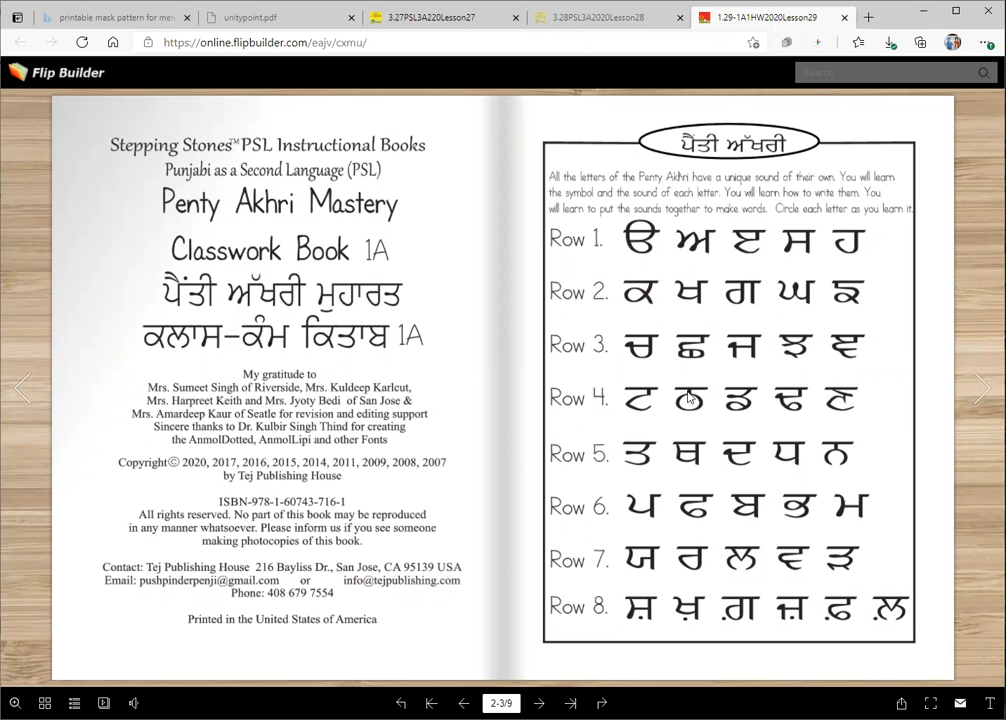 printable mask pattern for men
unitypoint.pdf
3.27PSL3A220Lesson27
3.28PSL3A2020Lesson28
1.29-1A1HW2020Lesson29
https://online.flipbuilder.com/eajv/cxmu/
Flip Builder
Search
Stepping Stones™PSL Instructional Books
Punjabi as a Second Language (PSL)
Penty Akhri Mastery
Classwork Book 1A
ਪੈਂਤੀ ਅੱਖਰੀ ਮੁਹਾਰਤ
ਕਲਾਸ-ਕੰਮ ਕਿਤਾਬ 1A
My gratitude to
Mrs. Sumeet Singh of Riverside, Mrs. Kuldeep Karlcut,
Mrs. Harpreet Keith and Mrs. Jyoty Bedi of San Jose &
Mrs. Amardeep Kaur of Seatle for revision and editing support
Sincere thanks to Dr. Kulbir Singh Thind for creating
the AnmolDotted, AnmolLipi and other Fonts
Copyright© 2020, 2017, 2016, 2015, 2014, 2011, 2009, 2008, 2007
by Tej Publishing House
ISBN-978-1-60743-716-1
All rights reserved. No part of this book may be reproduced
in any manner whatsoever. Please inform us if you see someone
making photocopies of this book.
Contact: Tej Publishing House 216 Bayliss Dr., San Jose, CA 95139 USA
Email: pushpinderpenji@gmail.com or info@tejpublishing.com
Phone: 408 679 7554
Printed in the United States of America
ਪੈਂਤੀ ਅੱਖਰੀ
All the letters of the Penty Akhri have a unique sound of their own. You will learn
the symbol and the sound of each letter. You will learn how to write them. You
will learn to put the sounds together to make words. Circle each letter as you learn it.
Row 1. ੳ ਅ ੲ ਸ ਹ
Row 2. ਕ ਖ ਗ ਘ ਙ
Row 3. ਚ ਛ ਜ ਝ ਞ
Row 4. ਟ ਠ ਡ ਢ ਣ
Row 5. ਤ ਥ ਦ ਧ ਨ
Row 6. ਪ ਫ ਬ ਭ ਮ
Row 7. ਯ ਰ ਲ ਵ ੜ
Row 8. ਸ਼ ਖ਼ ਗ਼ ਜ਼ ਫ਼ ਲ਼
2-3/9